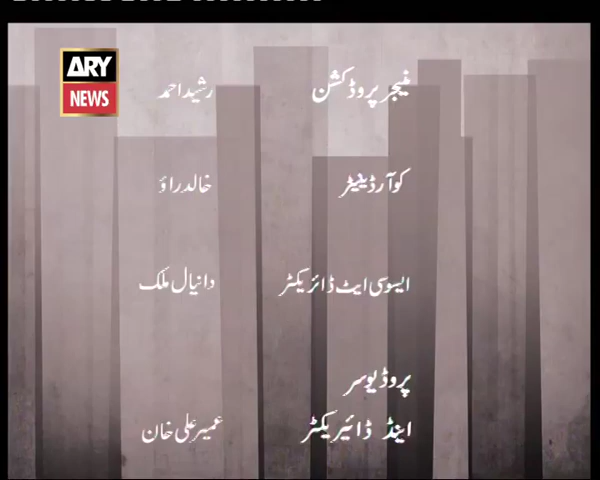 ARY
NEWS
منیجر پروڈکشن رشید احمد
کوآرڈینیٹر خالد راؤ
ایسوسی ایٹ ڈائریکٹر دانیال ملک
پروڈیوسر
اینڈ ڈائیریکٹر عمیر علی خان